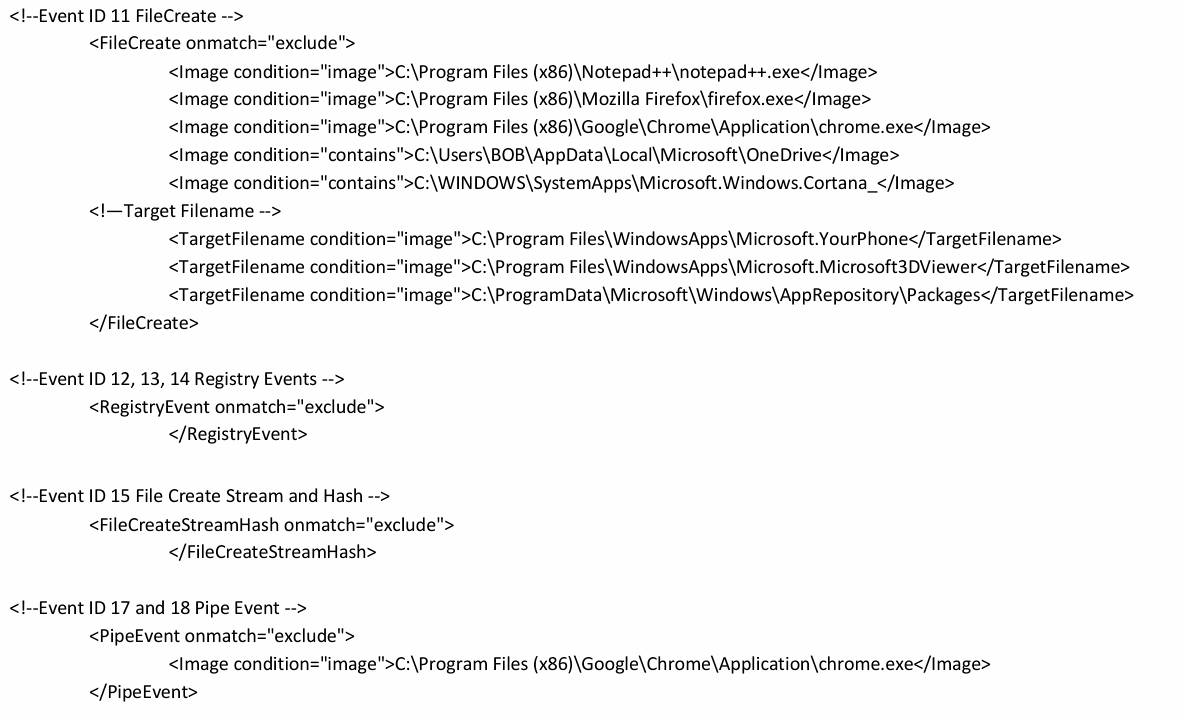 <!--Event ID 11 FileCreate -->
<FileCreate onmatch="exclude">
<Image condition="image">C:\Program Files (x86)\Notepad++\notepad++.exe</Image>
<Image condition="image">C:\Program Files (x86)\Mozilla Firefox\firefox.exe</Image>
<Image condition="image">C:\Program Files (x86)\Google\Chrome\Application\chrome.exe</Image>
<Image condition="contains">C:\Users\BOB\AppData\Local\Microsoft\OneDrive</Image>
<Image condition="contains">C:\WINDOWS\SystemApps\Microsoft.Windows.Cortana_</Image>
<!—Target Filename -->
<TargetFilename condition="image">C:\Program Files\WindowsApps\Microsoft.YourPhone</TargetFilename>
<TargetFilename condition="image">C:\Program Files\WindowsApps\Microsoft.Microsoft3DViewer</TargetFilename>
<TargetFilename condition="image">C:\ProgramData\Microsoft\Windows\AppRepository\Packages</TargetFilename>
</FileCreate>
<!--Event ID 12, 13, 14 Registry Events -->
<RegistryEvent onmatch="exclude">
</RegistryEvent>
<!--Event ID 15 File Create Stream and Hash -->
<FileCreateStreamHash onmatch="exclude">
</FileCreateStreamHash>
<!--Event ID 17 and 18 Pipe Event -->
<PipeEvent onmatch="exclude">
<Image condition="image">C:\Program Files (x86)\Google\Chrome\Application\chrome.exe</Image>
</PipeEvent>